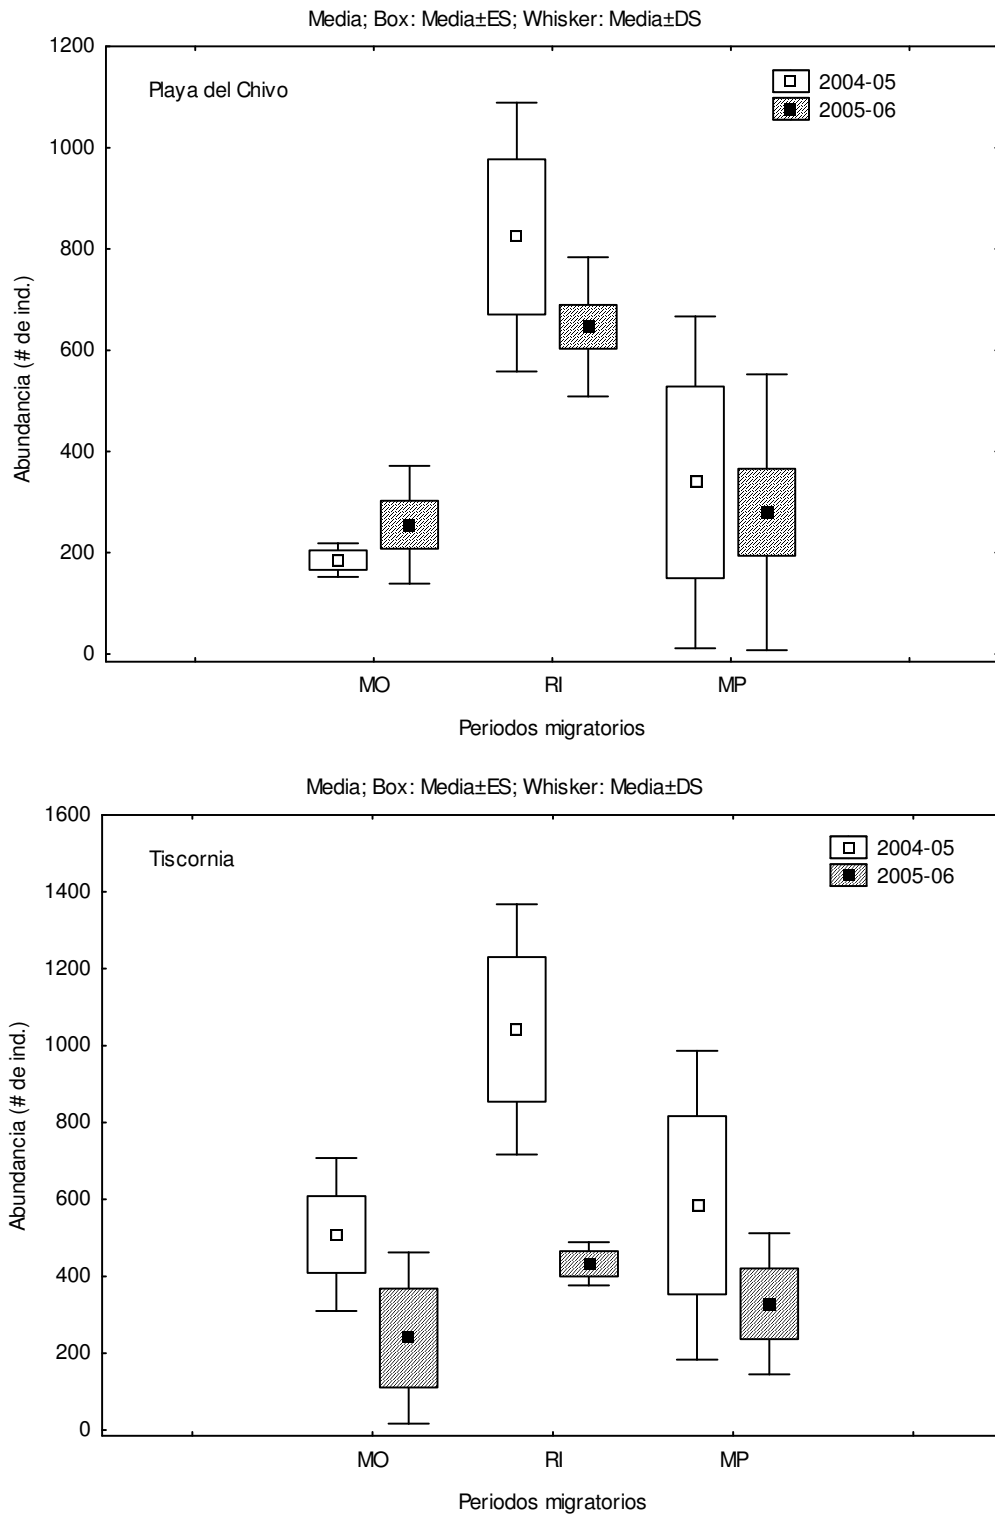 Media; Box: Media±ES; Whisker: Media±DS
Playa del Chivo
2004-05
2005-06
1200
1000
800
600
400
200
0
Abundancia (# de ind.)
MO RI MP
Periodos migratorios
Media; Box: Media±ES; Whisker: Media±DS
Tiscornia
2004-05
2005-06
1600
1400
1200
1000
800
600
400
200
0
Abundancia (# de ind.)
MO RI MP
Periodos migratorios